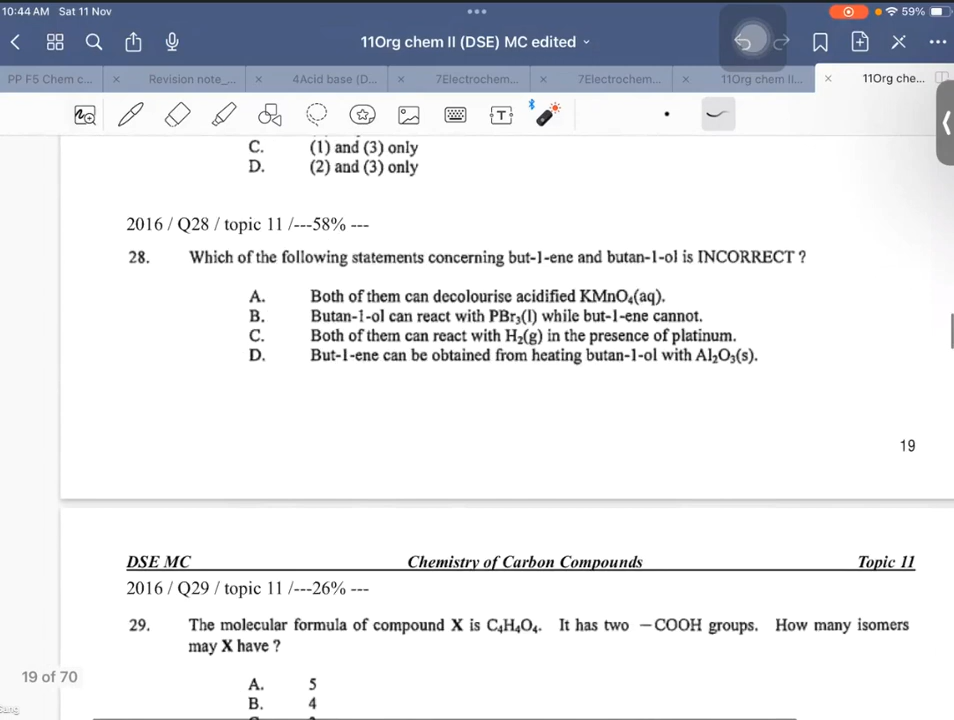 10:44 AM Sat 11 Nov
59%
11Org chem II (DSE) MC edited
PP F5 Chem c...
Revision note_...
4Acid base (D...
7Electrochem...
7Electrochem...
11Org chem II...
11Org che...
T
C. (1) and (3) only
D. (2) and (3) only
2016 / Q28 / topic 11 /---58% ---
28. Which of the following statements concerning but-1-ene and butan-1-ol is INCORRECT ?
A. Both of them can decolourise acidified KMnO₄(aq).
B. Butan-1-ol can react with PBr₃(l) while but-1-ene cannot.
C. Both of them can react with H₂(g) in the presence of platinum.
D. But-1-ene can be obtained from heating butan-1-ol with Al₂O₃(s).
19
DSE MC Chemistry of Carbon Compounds Topic 11
2016 / Q29 / topic 11 /---26% ---
29. The molecular formula of compound X is C₄H₄O₄. It has two —COOH groups. How many isomers
may X have ?
19 of 70
A. 5
B. 4